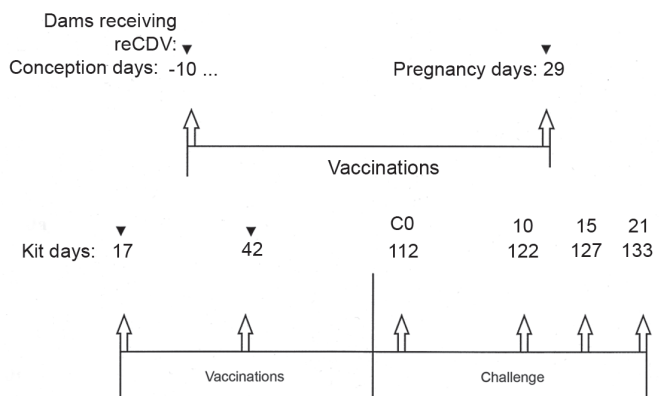 Dams receiving
reCDV:
Conception days: -10 ...
Pregnancy days: 29
Vaccinations
C0 10 15 21
Kit days: 17 42 112 122 127 133
Vaccinations
Challenge